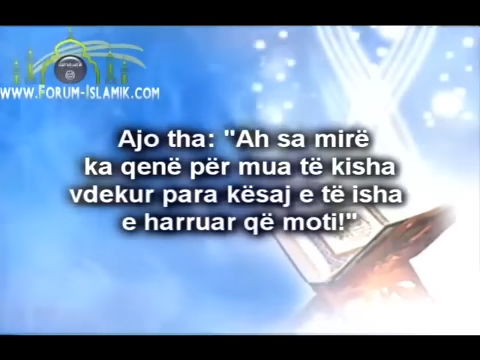 www.Forum-Islamik.com
Ajo tha: "Ah sa mirë
ka qenë për mua të kisha
vdekur para kësaj e të isha
e harruar që moti!"